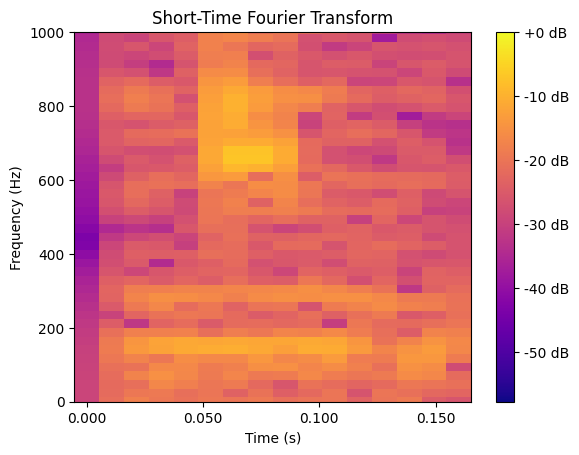 Short-Time Fourier Transform
1000
800
600
400
200
0
Frequency (Hz)
0.000
0.050
0.100
0.150
Time (s)
+0 dB
-10 dB
-20 dB
-30 dB
-40 dB
-50 dB